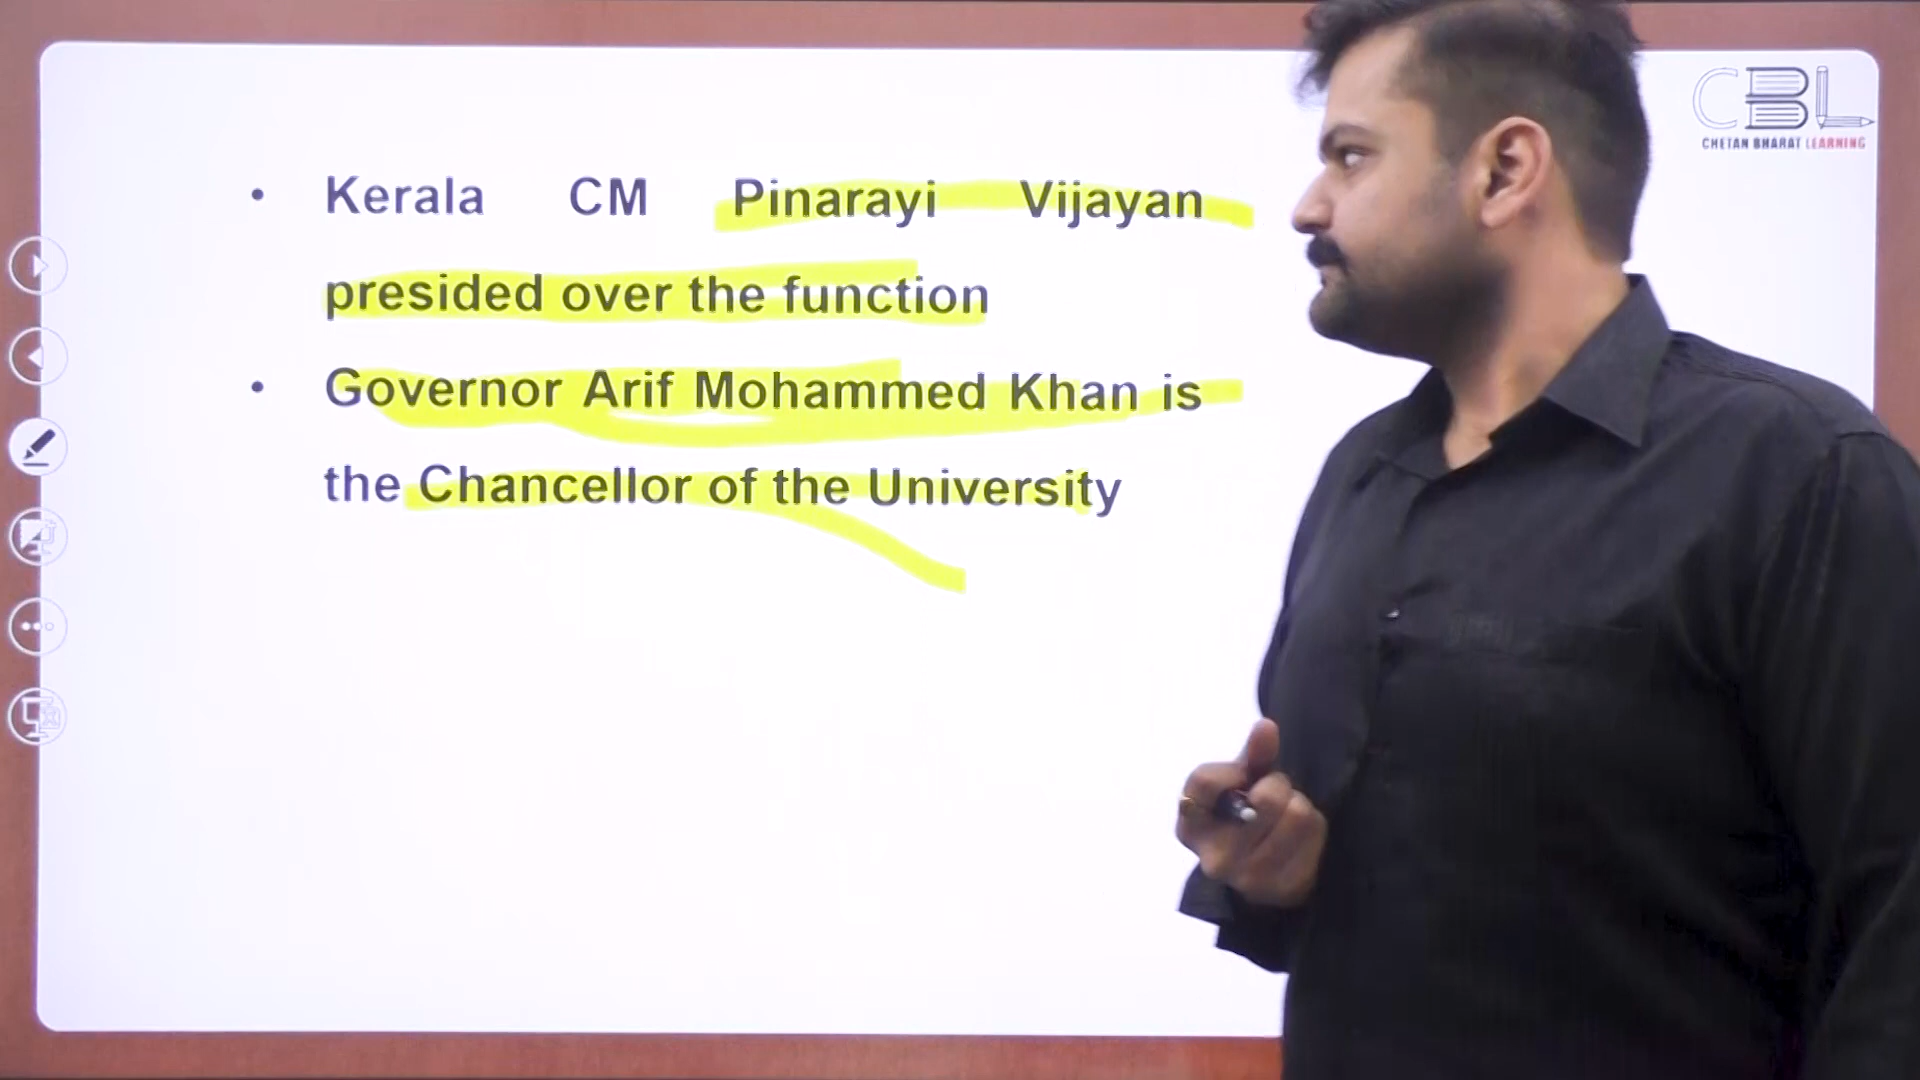 CBL
CHETAN BHARAT LEARNING
• Kerala CM Pinarayi Vijayan
presided over the function
• Governor Arif Mohammed Khan is
the Chancellor of the University